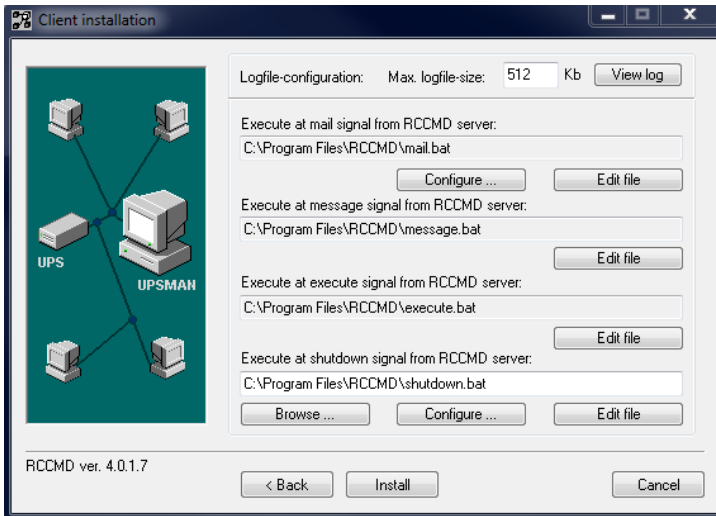 Client installation
Logfile-configuration: Max. logfile-size: 512 Kb View log
Execute at mail signal from RCCMD server:
C:\Program Files\RCCMD\mail.bat
Configure ... Edit file
Execute at message signal from RCCMD server:
C:\Program Files\RCCMD\message.bat
Edit file
UPS
UPSMAN
Execute at execute signal from RCCMD server:
C:\Program Files\RCCMD\execute.bat
Edit file
Execute at shutdown signal from RCCMD server:
C:\Program Files\RCCMD\shutdown.bat
Browse ... Configure ... Edit file
RCCMD ver. 4.0.1.7
< Back Install Cancel